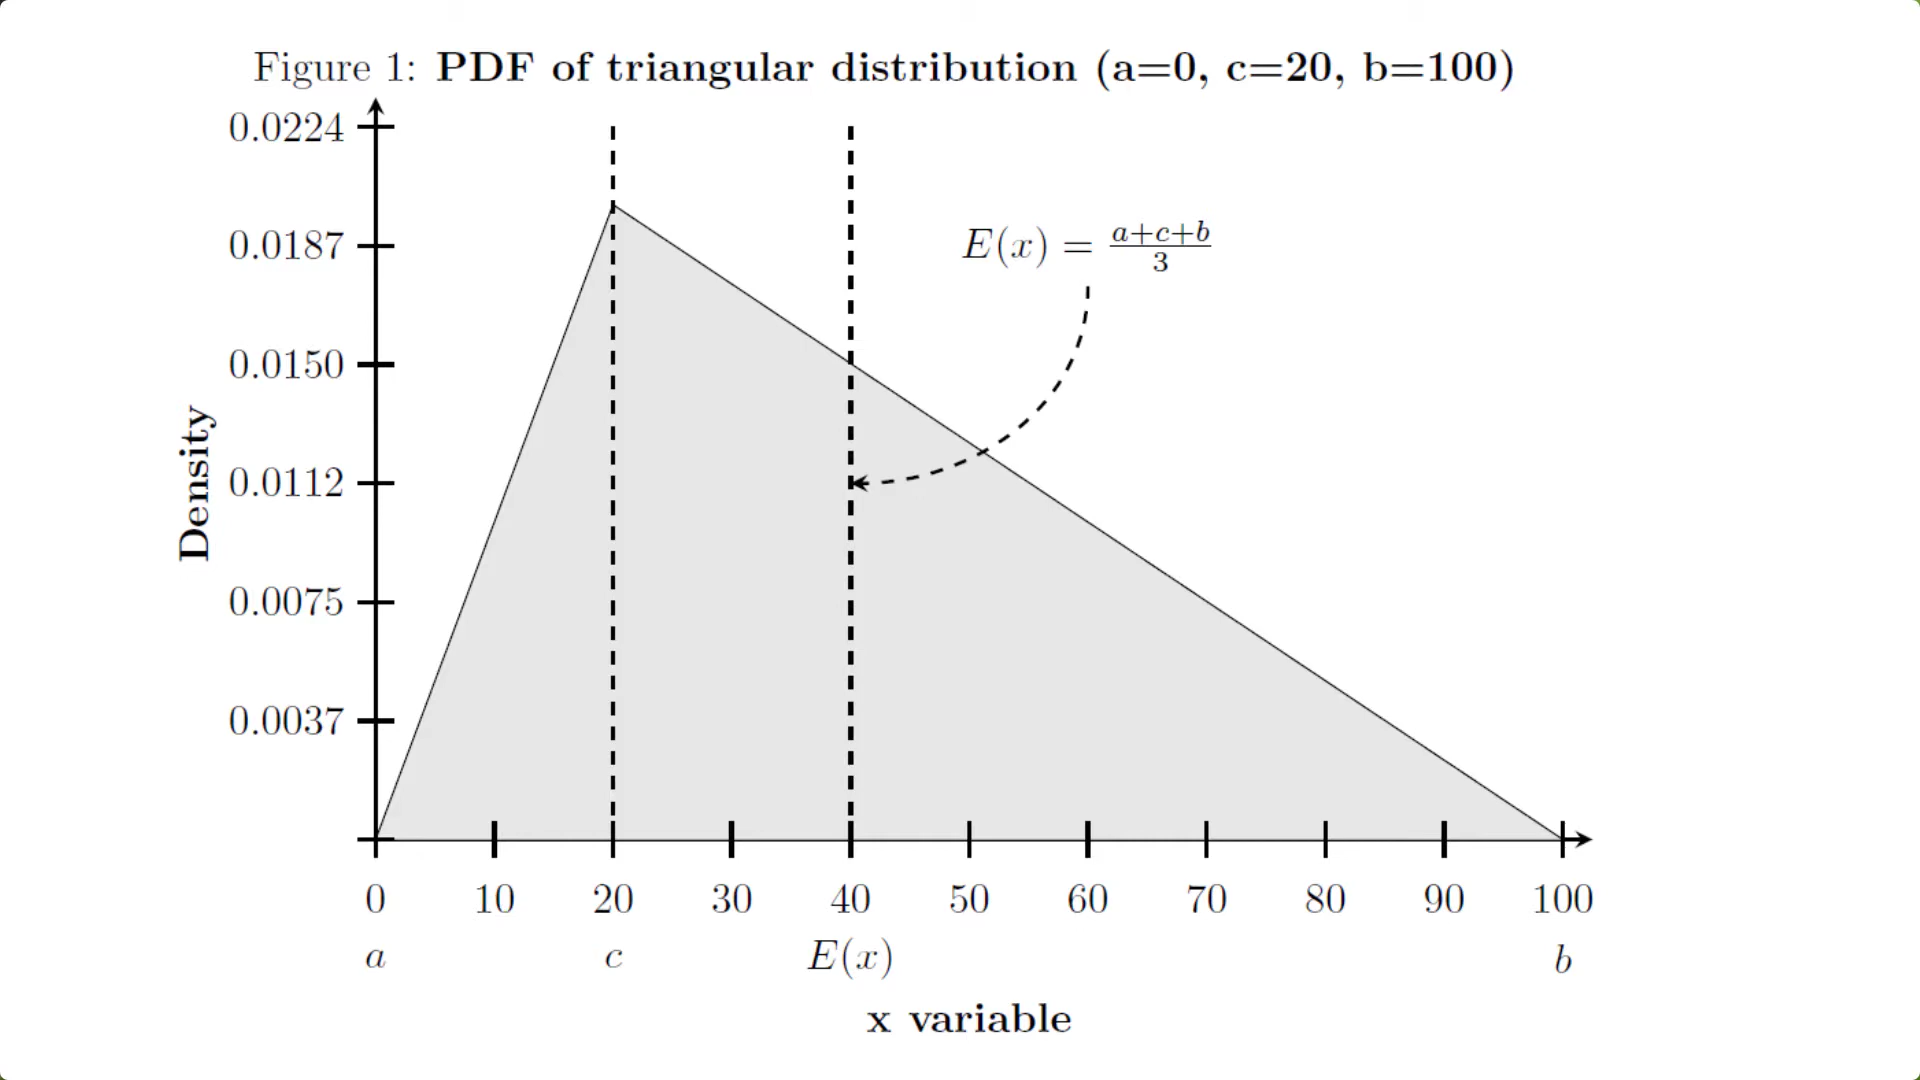 Figure 1: PDF of triangular distribution (a=0, c=20, b=100)
0.0224
0.0187
0.0150
0.0112
0.0075
0.0037
Density
E(x) = \frac{a+c+b}{3}
0 10 20 30 40 50 60 70 80 90 100
a c E(x) b
x variable